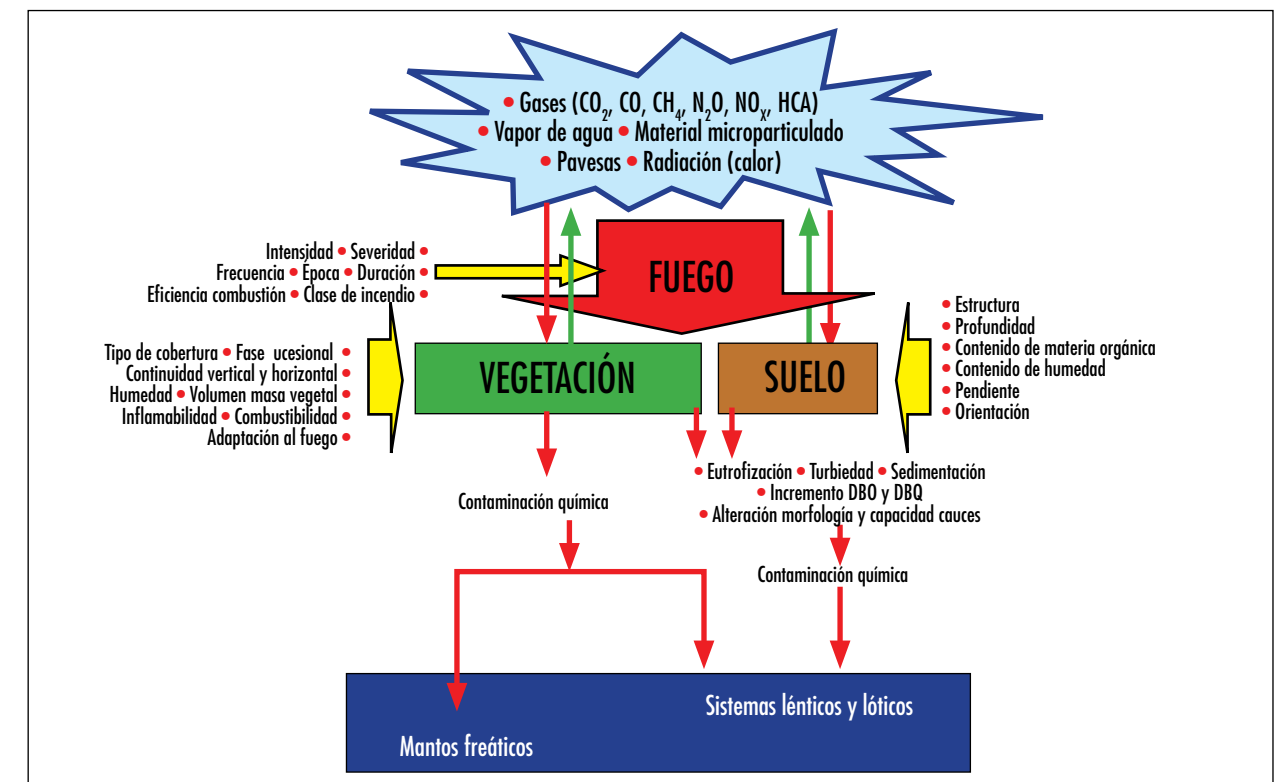 • Gases (CO₂, CO, CH₄, N₂O, NOₓ, HCA)
• Vapor de agua • Material microparticulado
• Pavesas • Radiación (calor)
FUEGO
Intensidad • Severidad •
Frecuencia • Época • Duración •
Eficiencia combustión • Clase de incendio •
Tipo de cobertura • Fase ucesional •
Continuidad vertical y horizontal •
Humedad • Volumen masa vegetal •
Inflamabilidad • Combustibilidad •
Adaptación al fuego •
VEGETACIÓN
SUELO
• Estructura
• Profundidad
• Contenido de materia orgánica
• Contenido de humedad
• Pendiente
• Orientación
Contaminación química
• Eutrofización • Turbiedad • Sedimentación
• Incremento DBO y DBQ
• Alteración morfología y capacidad cauces
Contaminación química
Sistemas lénticos y lóticos
Mantos freáticos